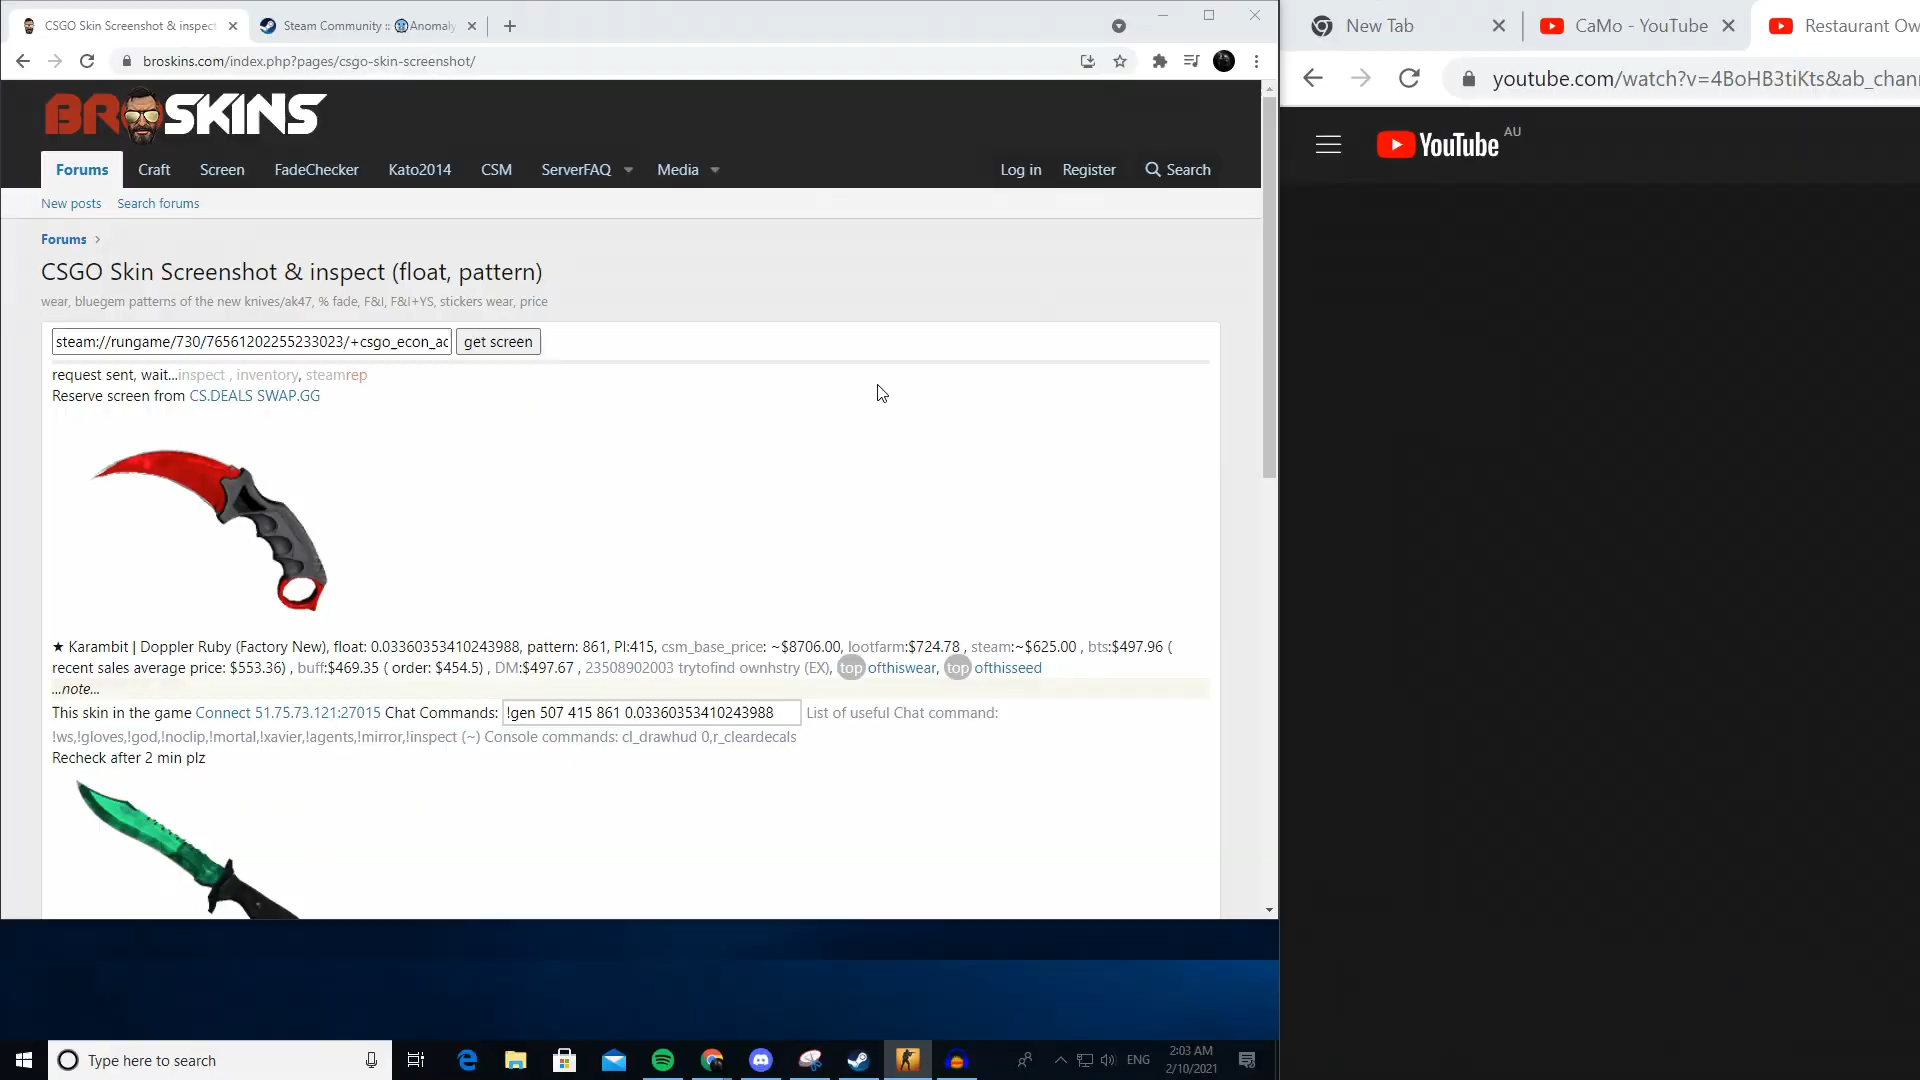 CSGO Skin Screenshot & inspect
Steam Community :: Anomaly
New Tab
CaMo - YouTube
Restaurant Ow
broskins.com/index.php?pages/csgo-skin-screenshot/
youtube.com/watch?v=4BoHB3tiKts&ab_chann
BROSKINS
YouTube AU
Forums Craft Screen FadeChecker Kato2014 CSM ServerFAQ Media Log in Register Search
New posts Search forums
Forums
CSGO Skin Screenshot & inspect (float, pattern)
wear, bluegem patterns of the new knives/ak47, % fade, F&I, F&I+YS, stickers wear, price
steam://rungame/730/76561202255233023/+csgo_econ_ac get screen
request sent, wait...inspect , inventory, steamrep
Reserve screen from CS.DEALS SWAP.GG
★ Karambit | Doppler Ruby (Factory New), float: 0.03360353410243988, pattern: 861, PI:415, csm_base_price: ~$8706.00, lootfarm:$724.78 , steam:~$625.00 , bts:$497.96 (
recent sales average price: $553.36) , buff:$469.35 ( order: $454.5) , DM:$497.67 , 23508902003 trytofind ownhstry (EX), top ofthiswear, top ofthisseed
...note...
This skin in the game Connect 51.75.73.121:27015 Chat Commands: !gen 507 415 861 0.03360353410243988 List of useful Chat command:
!ws,!gloves,!god,!noclip,!mortal,!xavier,!agents,!mirror,!inspect (~) Console commands: cl_drawhud 0,r_cleardecals
Recheck after 2 min plz
Type here to search
ENG
2:03 AM
2/10/2021